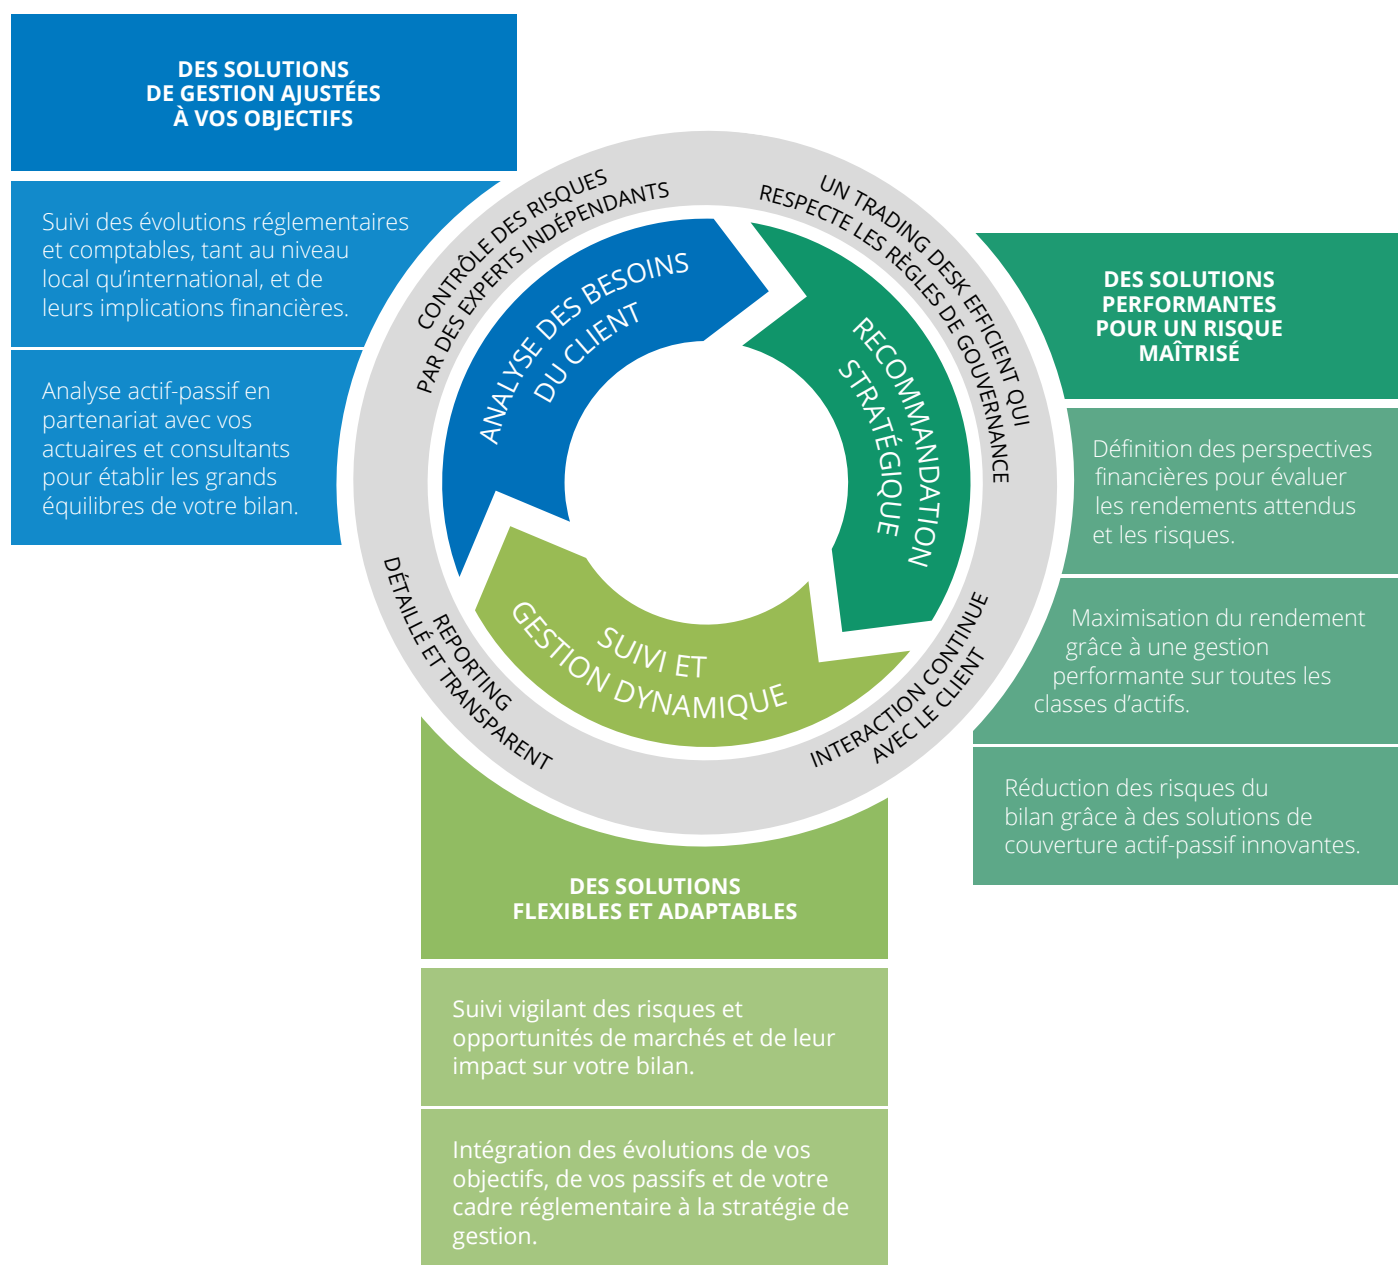 DES SOLUTIONS
DE GESTION AJUSTÉES
À VOS OBJECTIFS
Suivi des évolutions réglementaires
et comptables, tant au niveau
local qu’international, et de
leurs implications financières.
Analyse actif-passif en
partenariat avec vos
actuaires et consultants
pour établir les grands
équilibres de votre bilan.
CONTRÔLE DES RISQUES
PAR DES EXPERTS INDÉPENDANTS
UN TRADING DESK EFFICIENT QUI
RESPECTE LES RÈGLES DE GOUVERNANCE
INTERACTION CONTINUE
AVEC LE CLIENT
REPORTING
DÉTAILLÉ ET TRANSPARENT
ANALYSE DES BESOINS
DU CLIENT
RECOMMANDATION
STRATÉGIQUE
SUIVI ET
GESTION DYNAMIQUE
DES SOLUTIONS
PERFORMANTES
POUR UN RISQUE
MAÎTRISÉ
Définition des perspectives
financières pour évaluer
les rendements attendus
et les risques.
Maximisation du rendement
grâce à une gestion
performante sur toutes les
classes d’actifs.
Réduction des risques du
bilan grâce à des solutions de
couverture actif-passif innovantes.
DES SOLUTIONS
FLEXIBLES ET ADAPTABLES
Suivi vigilant des risques et
opportunités de marchés et de leur
impact sur votre bilan.
Intégration des évolutions de vos
objectifs, de vos passifs et de votre
cadre réglementaire à la stratégie de
gestion.